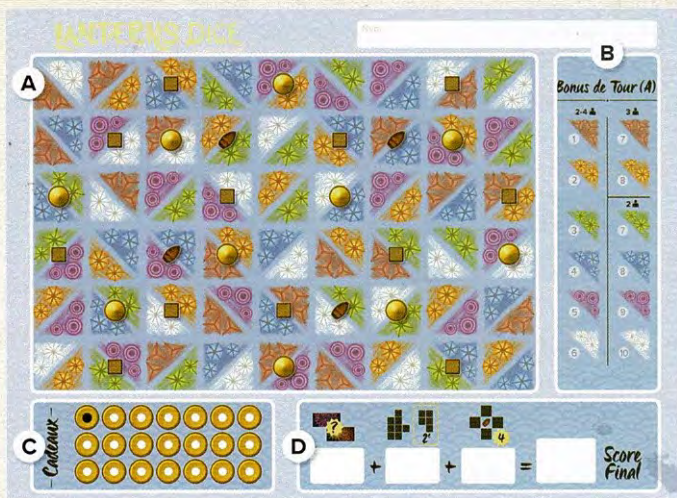 LANTERNS DICE
Nom
A
B
Bonus de Tour (A)
2-4
3
1
7
2
8
2
3
7
4
8
5
9
6
10
C
- Cadeaux -
D
?
2ᵉ
4
+
+
=
Score
Final